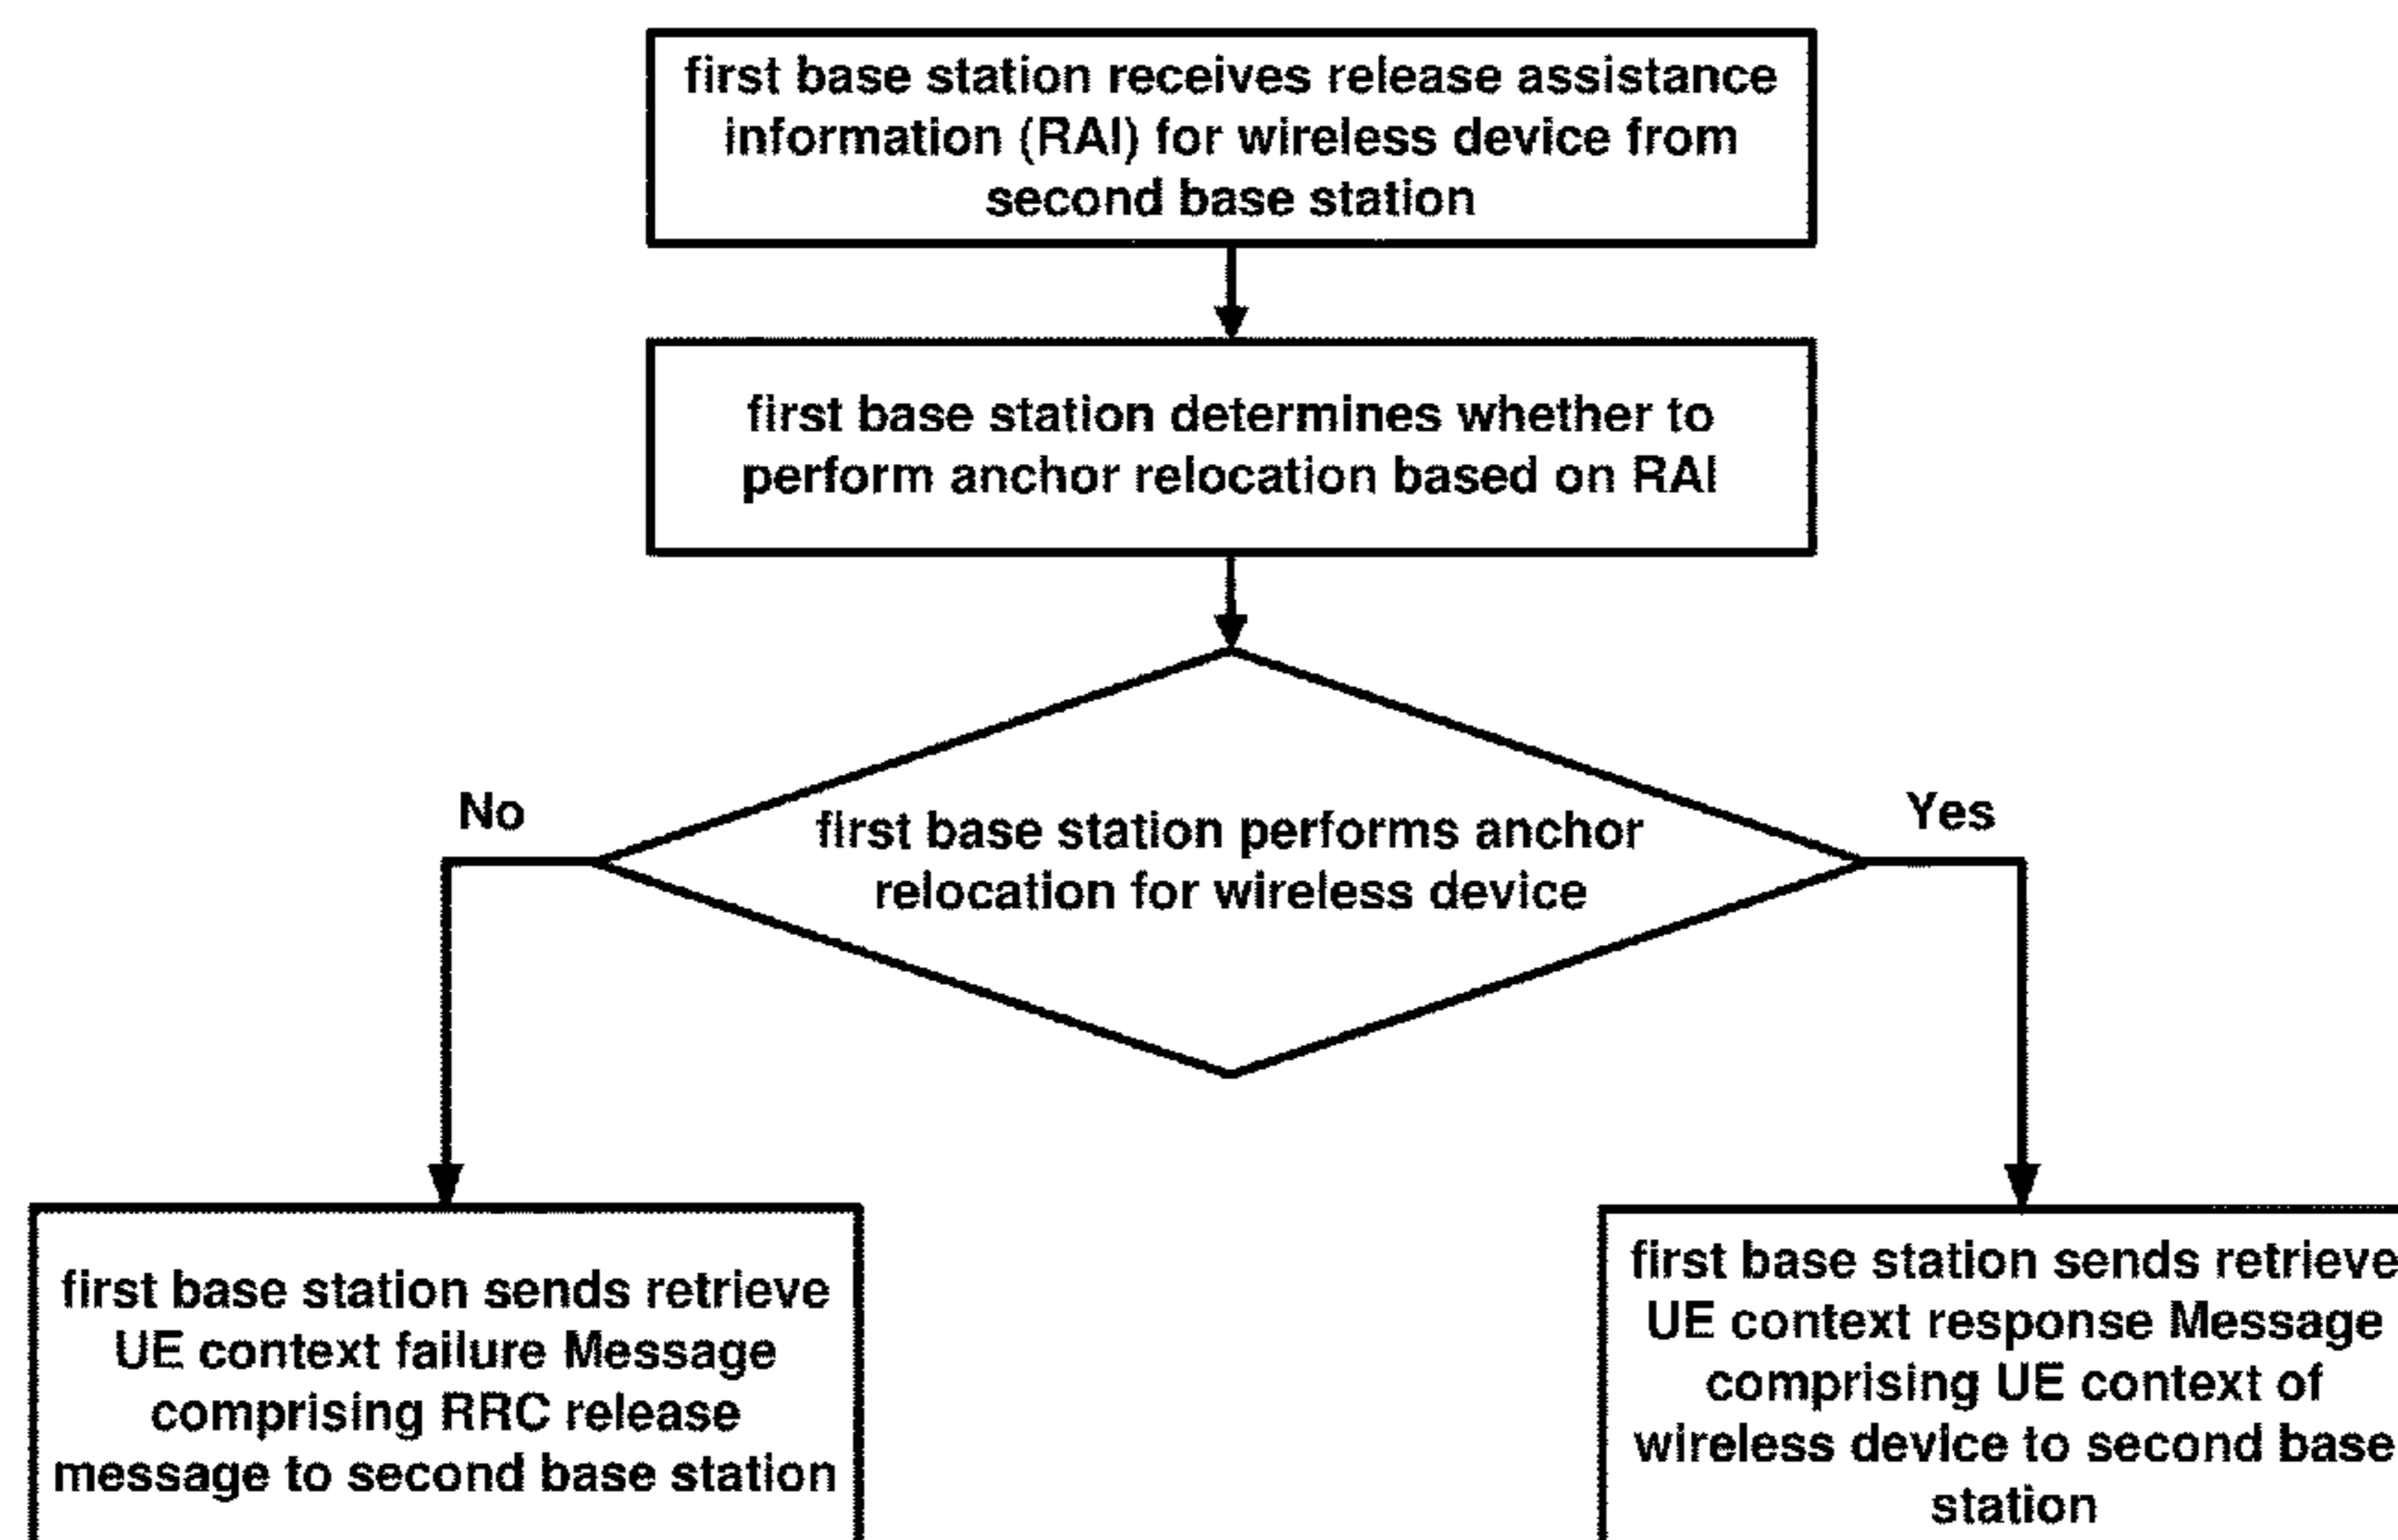 first base station receives release assistance
information (RAI) for wireless device from
second base station
first base station determines whether to
perform anchor relocation based on RAI
No
Yes
first base station performs anchor
relocation for wireless device
first base station sends retrieve
UE context failure Message
comprising RRC release
message to second base station
first base station sends retrieve
UE context response Message
comprising UE context of
wireless device to second base
station